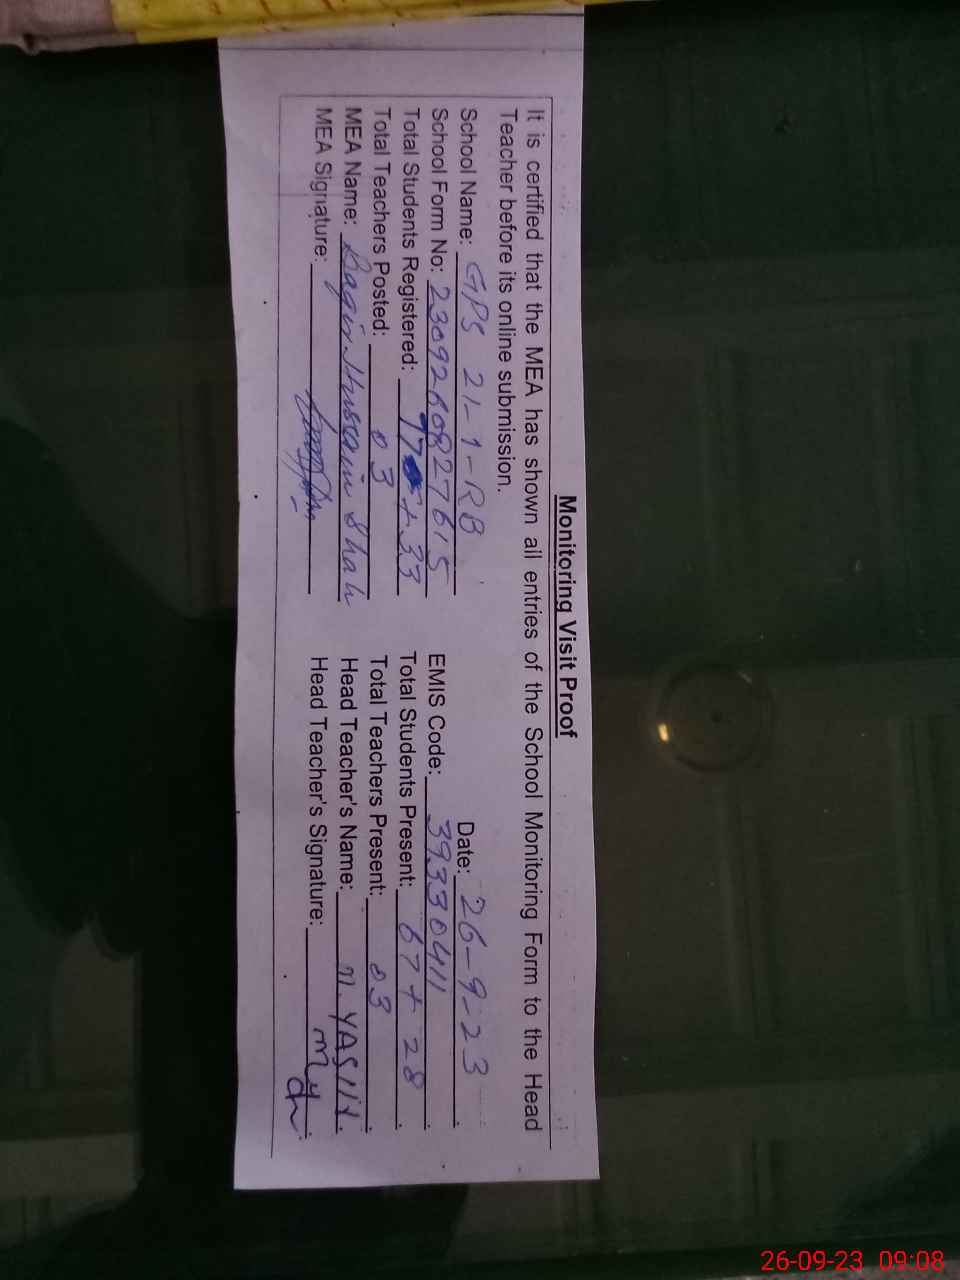 Monitoring Visit Proof
It is certified that the MEA has shown all entries of the School Monitoring Form to the Head
Teacher before its online submission.
School Name: GPS 21-1-RB Date: 26-9-23
School Form No: 2309260827615 EMIS Code: 39330411
Total Students Registered: 97 + 33 Total Students Present: 67 + 28
Total Teachers Posted: 03 Total Teachers Present: 03
MEA Name: Baqir Hussain Shah Head Teacher's Name: M. YASIN
MEA Signature: Head Teacher's Signature:
26-09-23 09:08